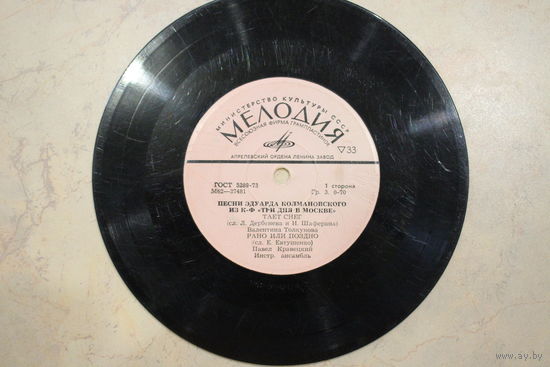 МИНИСТЕРСТВО КУЛЬТУРЫ СССР
МЕЛОДИЯ
ВСЕСОЮЗНАЯ ФИРМА ГРАМПЛАСТИНОК
▽33
АПРЕЛЕВСКИЙ ОРДЕНА ЛЕНИНА ЗАВОД
ГОСТ 5289-73
1 сторона
М62—37481
Гр. 3. 0-70
ПЕСНИ ЭДУАРДА КОЛМАНОВСКОГО
ИЗ К-Ф «ТРИ ДНЯ В МОСКВЕ»
ТАЕТ СНЕГ
(сл. Л. Дербенева и И. Шаферана)
Валентина Толкунова
РАНО ИЛИ ПОЗДНО
(сл. Е. Евтушенко)
Павел Кравецкий
Инстр. ансамбль
www.ay.by